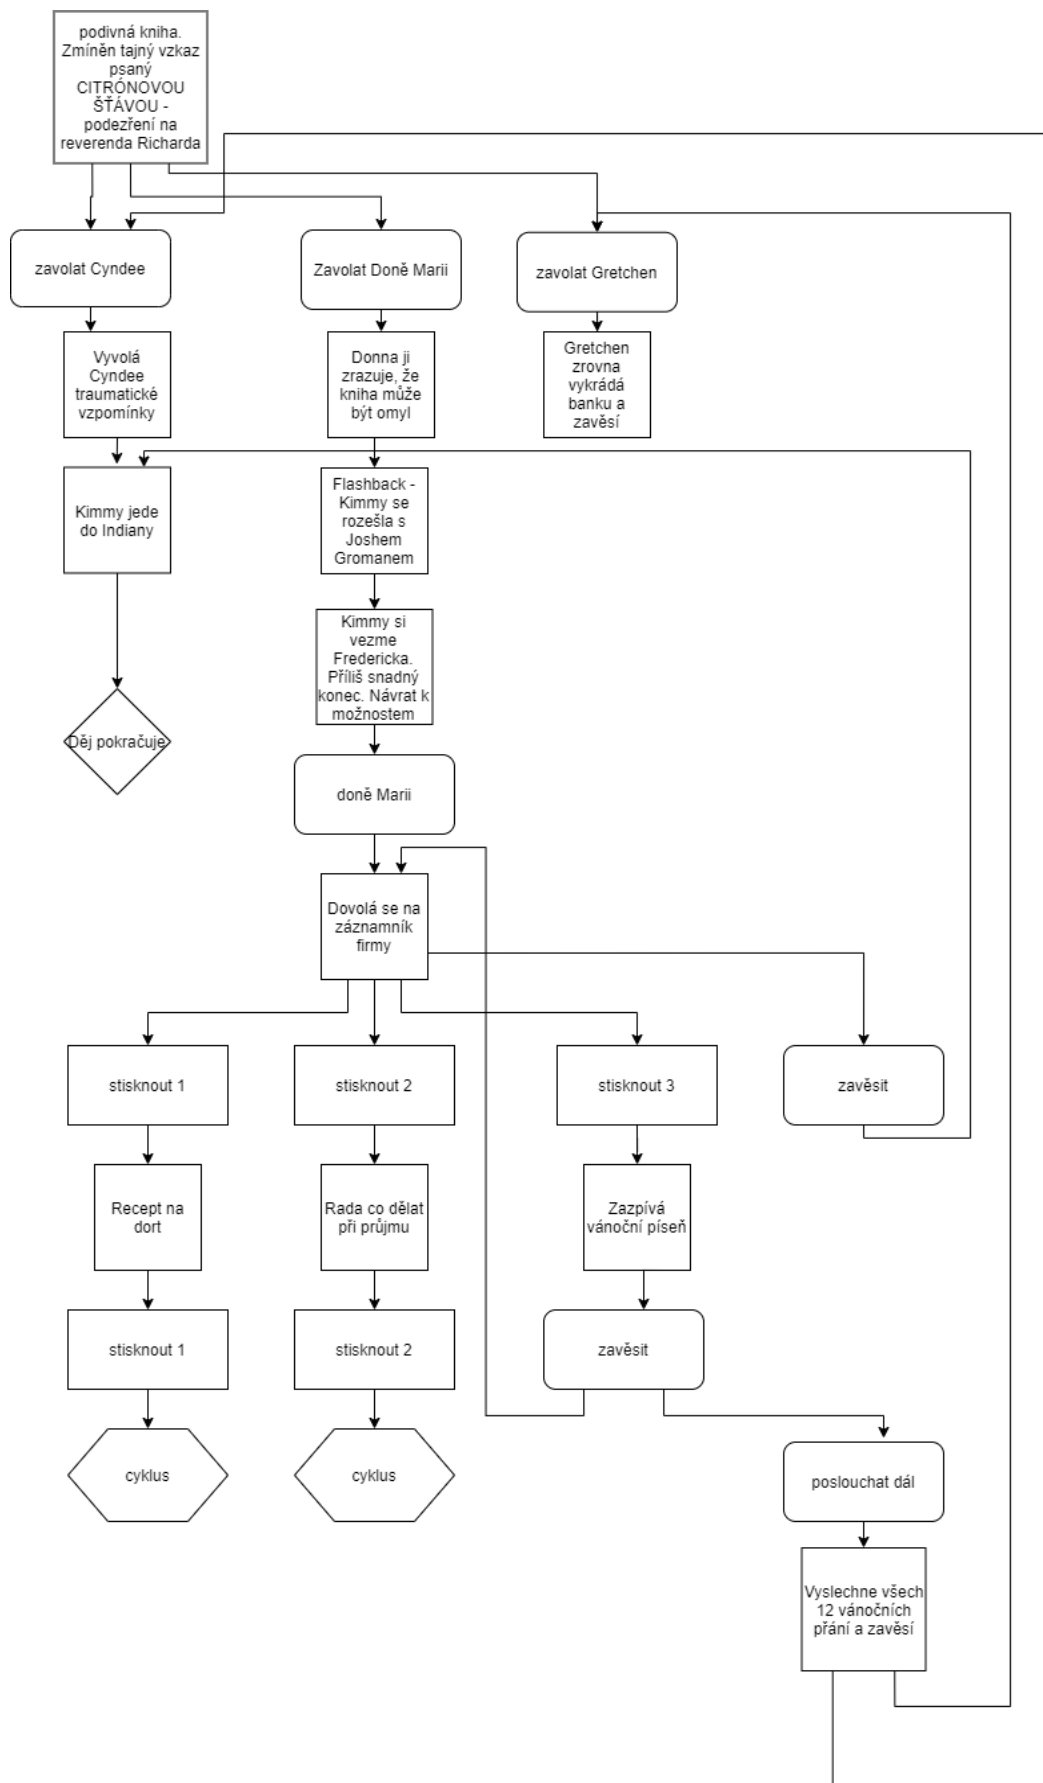 podivná kniha.
Zmíněn tajný vzkaz
psaný
CITRÓNOVOU
ŠŤÁVOU -
podezření na
reverenda Richarda
zavolat Cyndee
Zavolat Doně Marii
zavolat Gretchen
Vyvolá
Cyndee
traumatické
vzpomínky
Donna ji
zrazuje, že
kniha může
být omyl
Gretchen
zrovna
vykrádá
banku a
zavěsí
Kimmy jede
do Indiany
Flashback -
Kimmy se
rozešla s
Joshem
Gromanem
Kimmy si
vezme
Fredericka.
Příliš snadný
konec. Návrat k
možnostem
Děj pokračuje
doně Marii
Dovolá se na
záznamník
firmy
stisknout 1
stisknout 2
stisknout 3
zavěsit
Recept na
dort
Rada co dělat
při průjmu
Zazpívá
vánoční píseň
stisknout 1
stisknout 2
zavěsit
cyklus
cyklus
poslouchat dál
Vyslechne všech
12 vánočních
přání a zavěsí